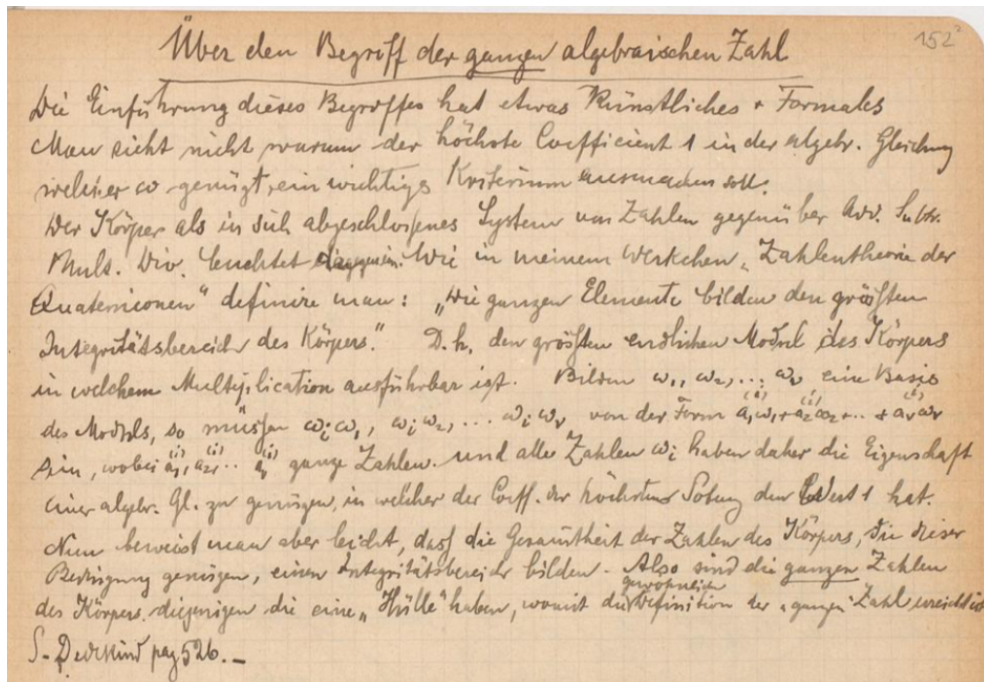 152
Über den Begriff der ganzen algebraischen Zahl
Die Einführung dieses Begriffes hat etwas Künstliches + Formales
Man sieht nicht warum der höchste Coefficient 1 in der algebr. Gleichung
welcher ω genügt, ein wichtiges Kriterium ausmachen soll.
Der Körper als in sich abgeschlossenes System von Zahlen gegenüber Add. Subtr.
Mult. Div. leuchtet ein. Wie in meinem Werkchen „Zahlentheorie der
Quaternionen" definire man: „Die ganzen Elemente bilden den größten
Integritätsbereich des Körpers." D. h. den größten endlichen Modul des Körpers
in welchem Multiplication ausführbar ist. Bilden ω₁, ω₂, ... ων eine Basis
des Moduls, so müssen ωᵢω₁, ωᵢω₂, ... ωᵢων von der Form a₁⁽ⁱ⁾ω₁+a₂⁽ⁱ⁾ω₂+.. + aν⁽ⁱ⁾ων
sein, wobei a₁⁽ⁱ⁾, a₂⁽ⁱ⁾,.. aν⁽ⁱ⁾ ganze Zahlen. und alle Zahlen ωᵢ haben daher die Eigenschaft
einer algebr. Gl. zu genügen, in welcher der Coeff. der höchsten Potenz den Wert 1 hat.
Nun beweist man aber leicht, dass die Gesamtheit der Zahlen des Körpers, die dieser
Bedingung genügen, einen Integritätsbereich bilden. Also sind die ganzen Zahlen
des Körpers diejenigen die eine „Hülle" haben, womit die gewöhnliche Definition der „ganzen" Zahl erreicht ist
S. Dedekind pag 526. –